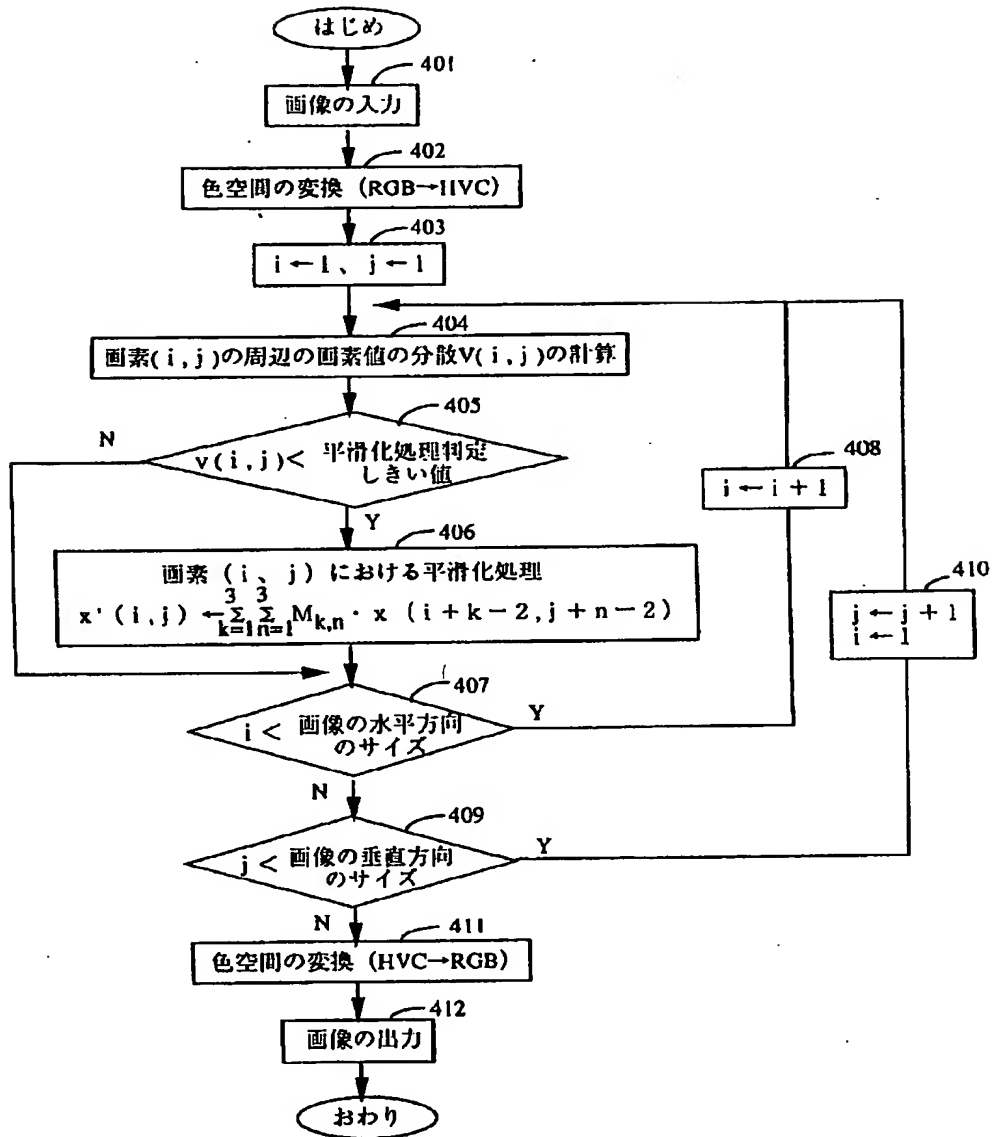 はじめ
401
画像の入力
402
色空間の変換 (RGB→HVC)
403
i←1、j←1
404
画素(i,j)の周辺の画素値の分散V(i,j)の計算
405
N
v(i,j)< 平滑化処理判定
しきい値
Y
408
i←i+1
406
画素(i、j)における平滑化処理
x'(i,j)←Σ(k=1→3)Σ(n=1→3)M_{k,n}·x (i+k-2,j+n-2)
410
j←j+1
i←1
407
i< 画像の水平方向
のサイズ
Y
N
409
j< 画像の垂直方向
のサイズ
Y
N
411
色空間の変換 (HVC→RGB)
412
画像の出力
おわり